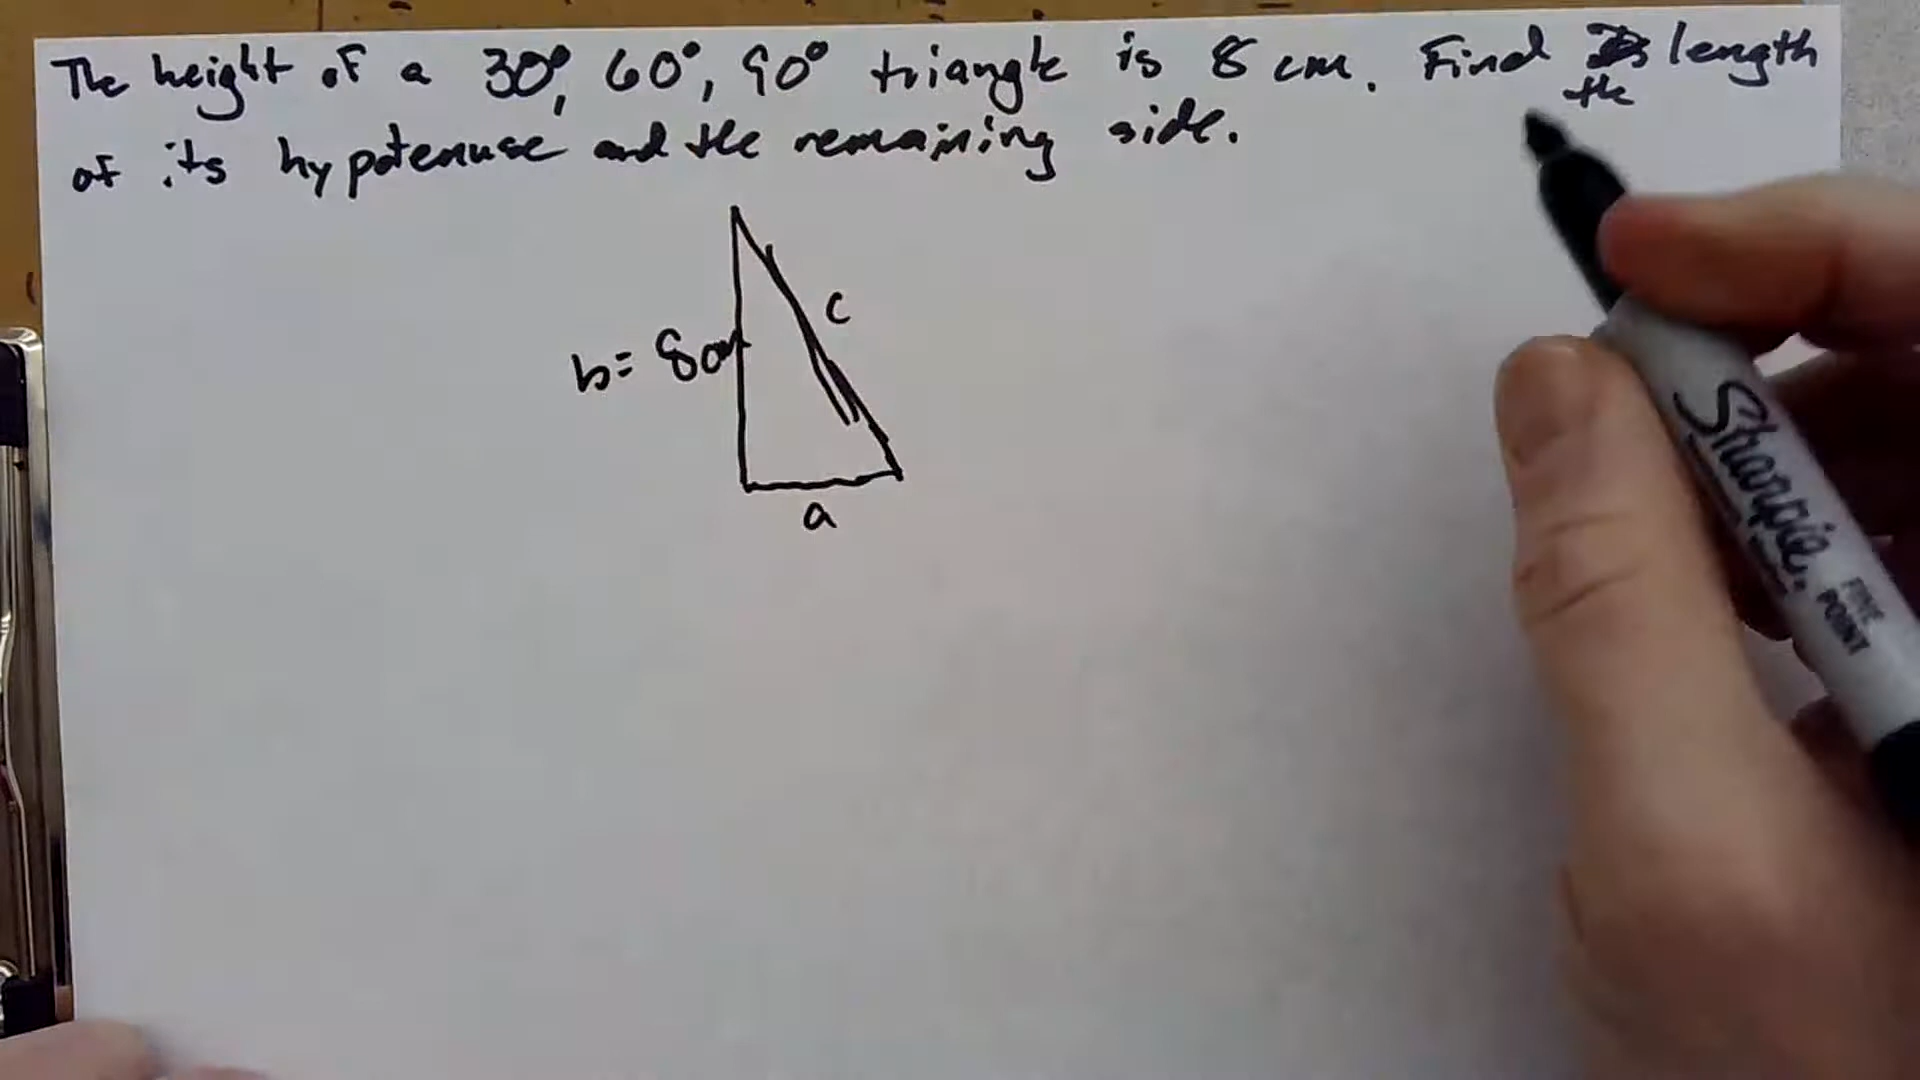 The height of a 30°, 60°, 90° triangle is 8 cm. Find length
the
of its hypotenuse and the remaining side.
c
b = 8cm
a
Sharpie.
FINE
POINT